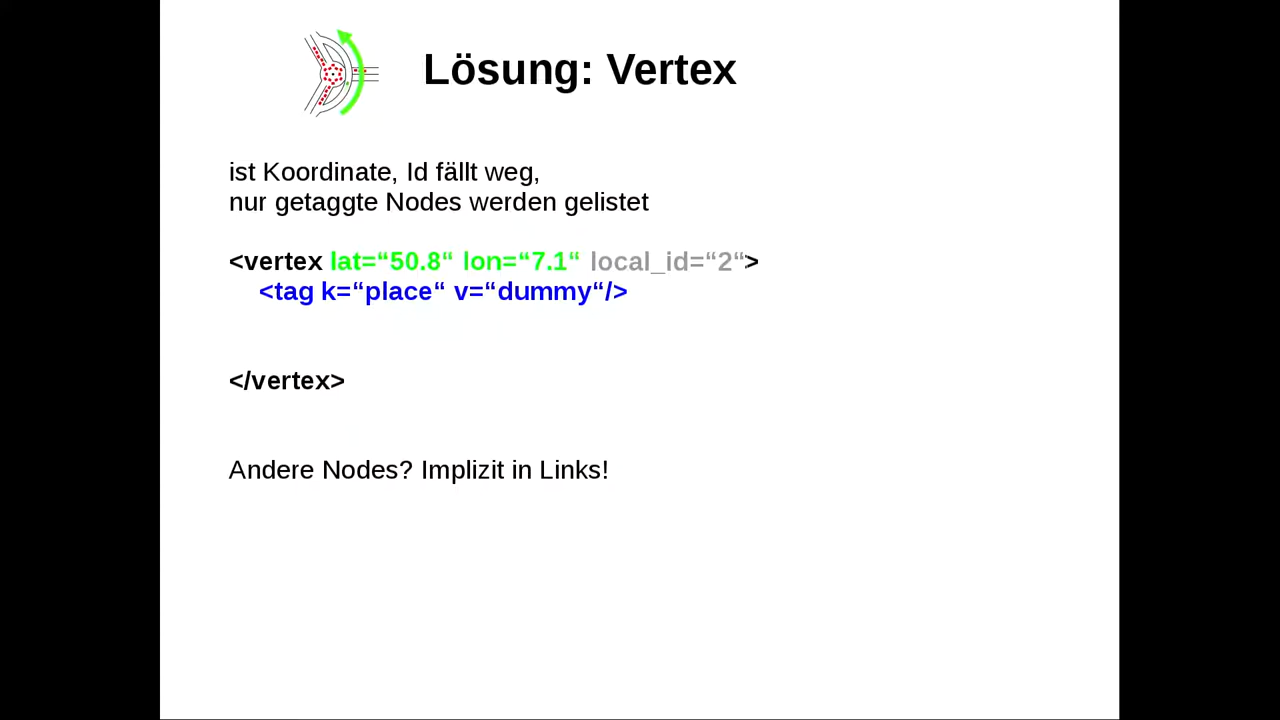 Lösung: Vertex
ist Koordinate, Id fällt weg,
nur getaggte Nodes werden gelistet
<vertex lat=“50.8“ lon=“7.1“ local_id=“2“>
<tag k=“place“ v=“dummy“/>
</vertex>
Andere Nodes? Implizit in Links!